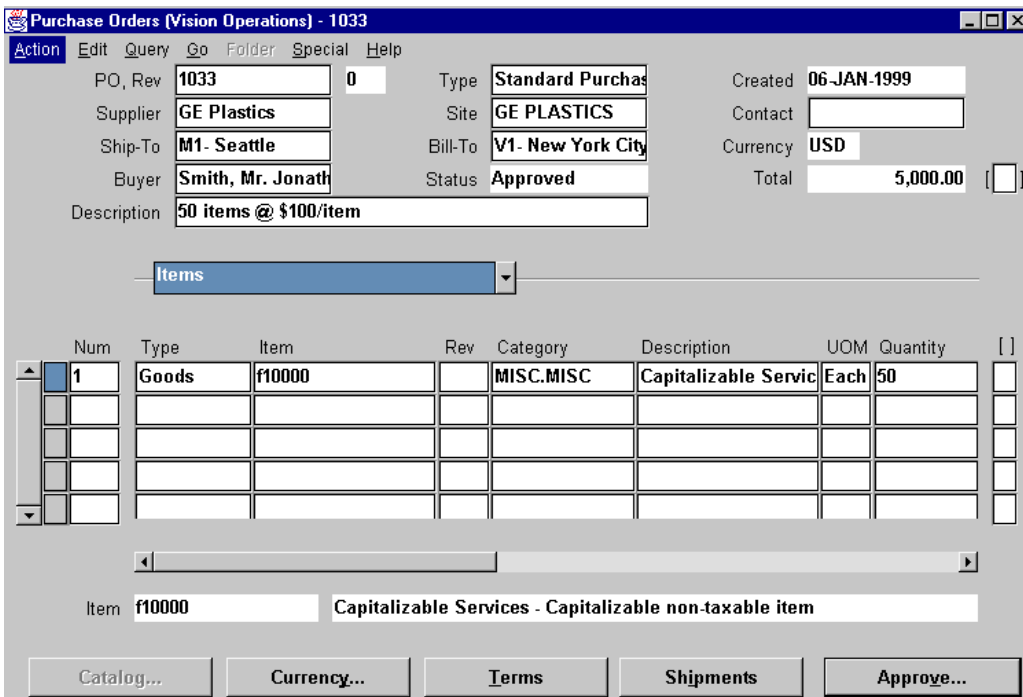 Purchase Orders (Vision Operations) - 1033
Action Edit Query Go Folder Special Help
PO, Rev 1033 0 Type Standard Purchas Created 06-JAN-1999
Supplier GE Plastics Site GE PLASTICS Contact
Ship-To M1- Seattle Bill-To V1- New York City Currency USD
Buyer Smith, Mr. Jonath Status Approved Total 5,000.00 [ ]
Description 50 items @ $100/item
Items
Num Type Item Rev Category Description UOM Quantity [ ]
1 Goods f10000 MISC.MISC Capitalizable Servic Each 50
Item f10000 Capitalizable Services - Capitalizable non-taxable item
Catalog... Currency... Terms Shipments Approve...